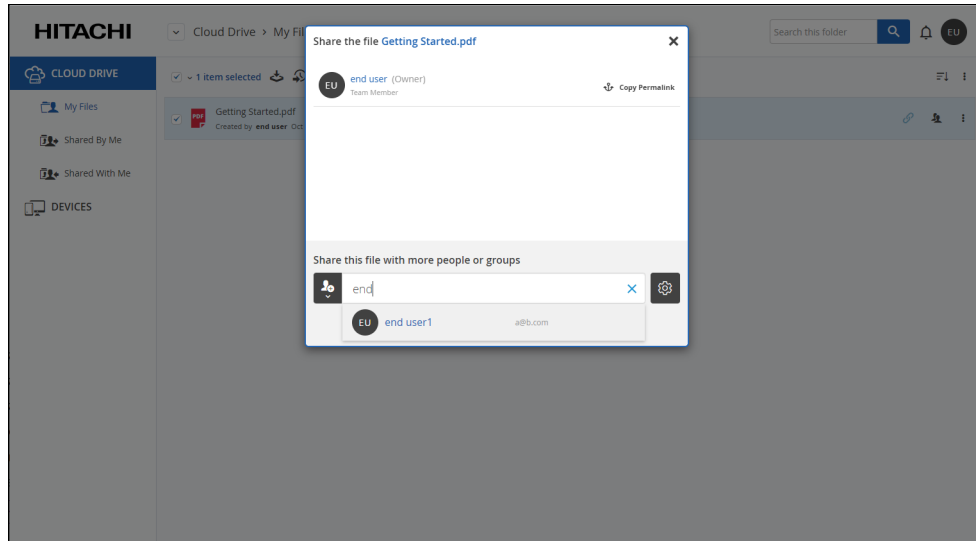 HITACHI
Cloud Drive > My Fil
Search this folder
EU
CLOUD DRIVE
My Files
Shared By Me
Shared With Me
DEVICES
1 item selected
PDF
Getting Started.pdf
Created by end user Oct
Share the file Getting Started.pdf
EU
end user (Owner)
Team Member
Copy Permalink
Share this file with more people or groups
end
EU
end user1
a@b.com